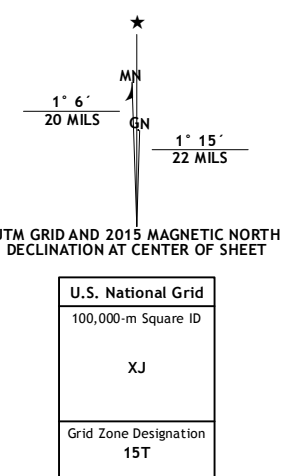 ★
MN
1° 6´
20 MILS
GN
1° 15´
22 MILS
UTM GRID AND 2015 MAGNETIC NORTH
DECLINATION AT CENTER OF SHEET
U.S. National Grid
100,000-m Square ID
XJ
Grid Zone Designation
15T